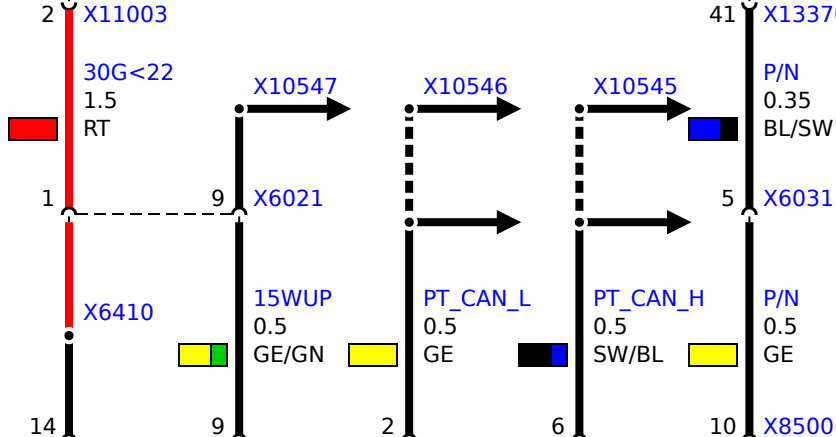 2 X11003
41 X1337
30G<22
1.5
RT
X10547
X10546
X10545
P/N
0.35
BL/SW
1
9 X6021
5 X6031
X6410
15WUP
0.5
GE/GN
PT_CAN_L
0.5
GE
PT_CAN_H
0.5
SW/BL
P/N
0.5
GE
14
9
2
6
10 X8500